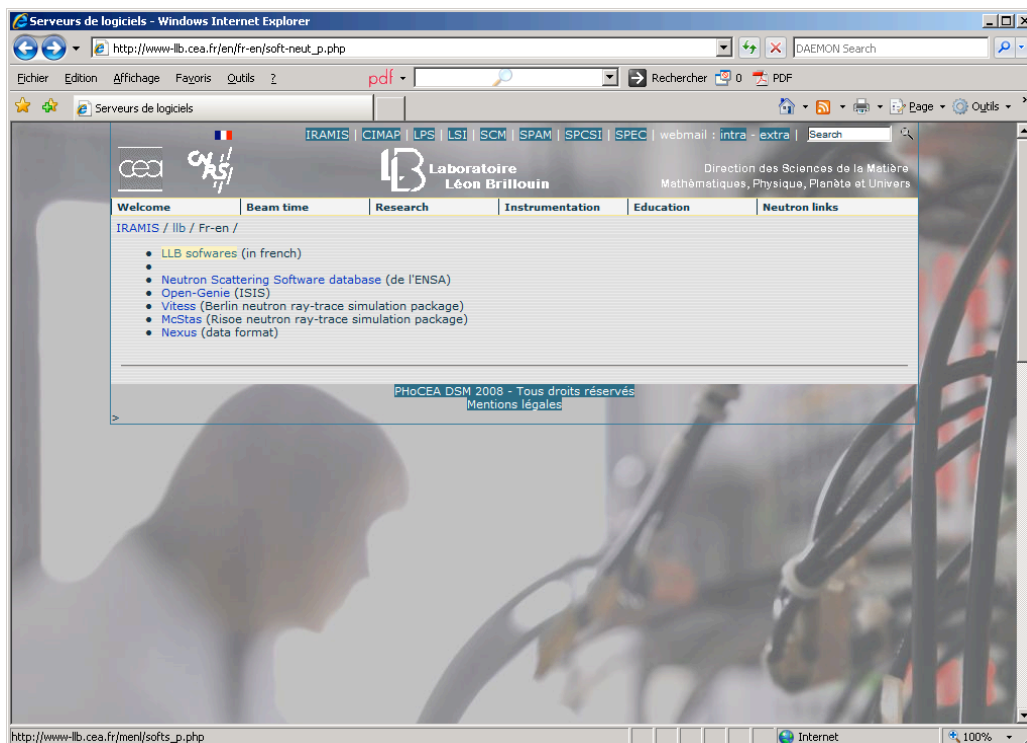 Serveurs de logiciels - Windows Internet Explorer
http://www-llb.cea.fr/en/fr-en/soft-neut_p.php
DAEMON Search
Fichier Edition Affichage Favoris Outils ?
pdf Rechercher 0 PDF
Serveurs de logiciels
Page Outils »
IRAMIS | CIMAP | LPS | LSI | SCM | SPAM | SPCSI | SPEC | webmail : intra - extra | Search
cea CNRS LLB Laboratoire Léon Brillouin
Direction des Sciences de la Matière
Mathèmatiques, Physique, Planète et Univers
Welcome Beam time Research Instrumentation Education Neutron links
IRAMIS / llb / Fr-en /
• LLB sofwares (in french)
•
• Neutron Scattering Software database (de l'ENSA)
• Open-Genie (ISIS)
• Vitess (Berlin neutron ray-trace simulation package)
• McStas (Risoe neutron ray-trace simulation package)
• Nexus (data format)
PHoCEA DSM 2008 - Tous droits réservés
Mentions légales
>
http://www-llb.cea.fr/menl/softs_p.php
Internet
100%